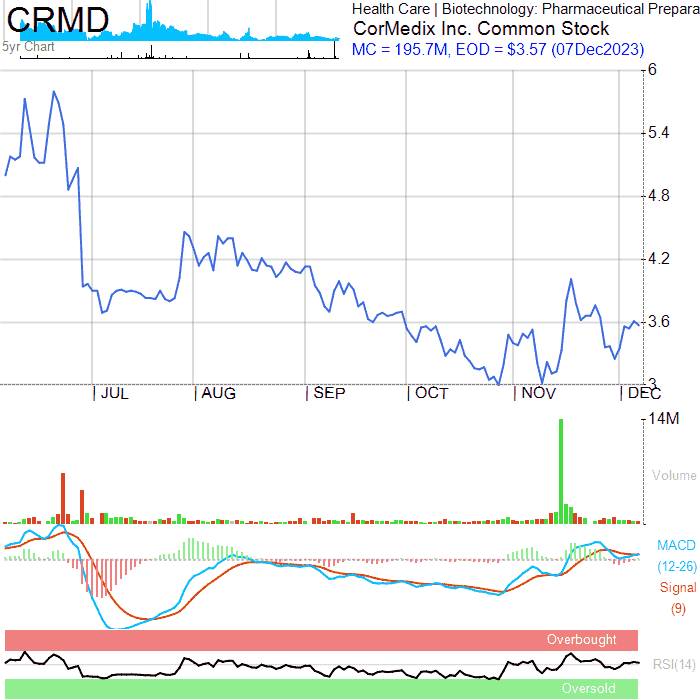 CRMD
Health Care | Biotechnology: Pharmaceutical Prepara
CorMedix Inc. Common Stock
5yr Chart
MC = 195.7M, EOD = $3.57 (07Dec2023)
6
5.4
4.8
4.2
3.6
3
JUL AUG SEP OCT NOV DEC
14M
Volume
MACD
(12-26)
Signal
(9)
Overbought
RSI(14)
Oversold